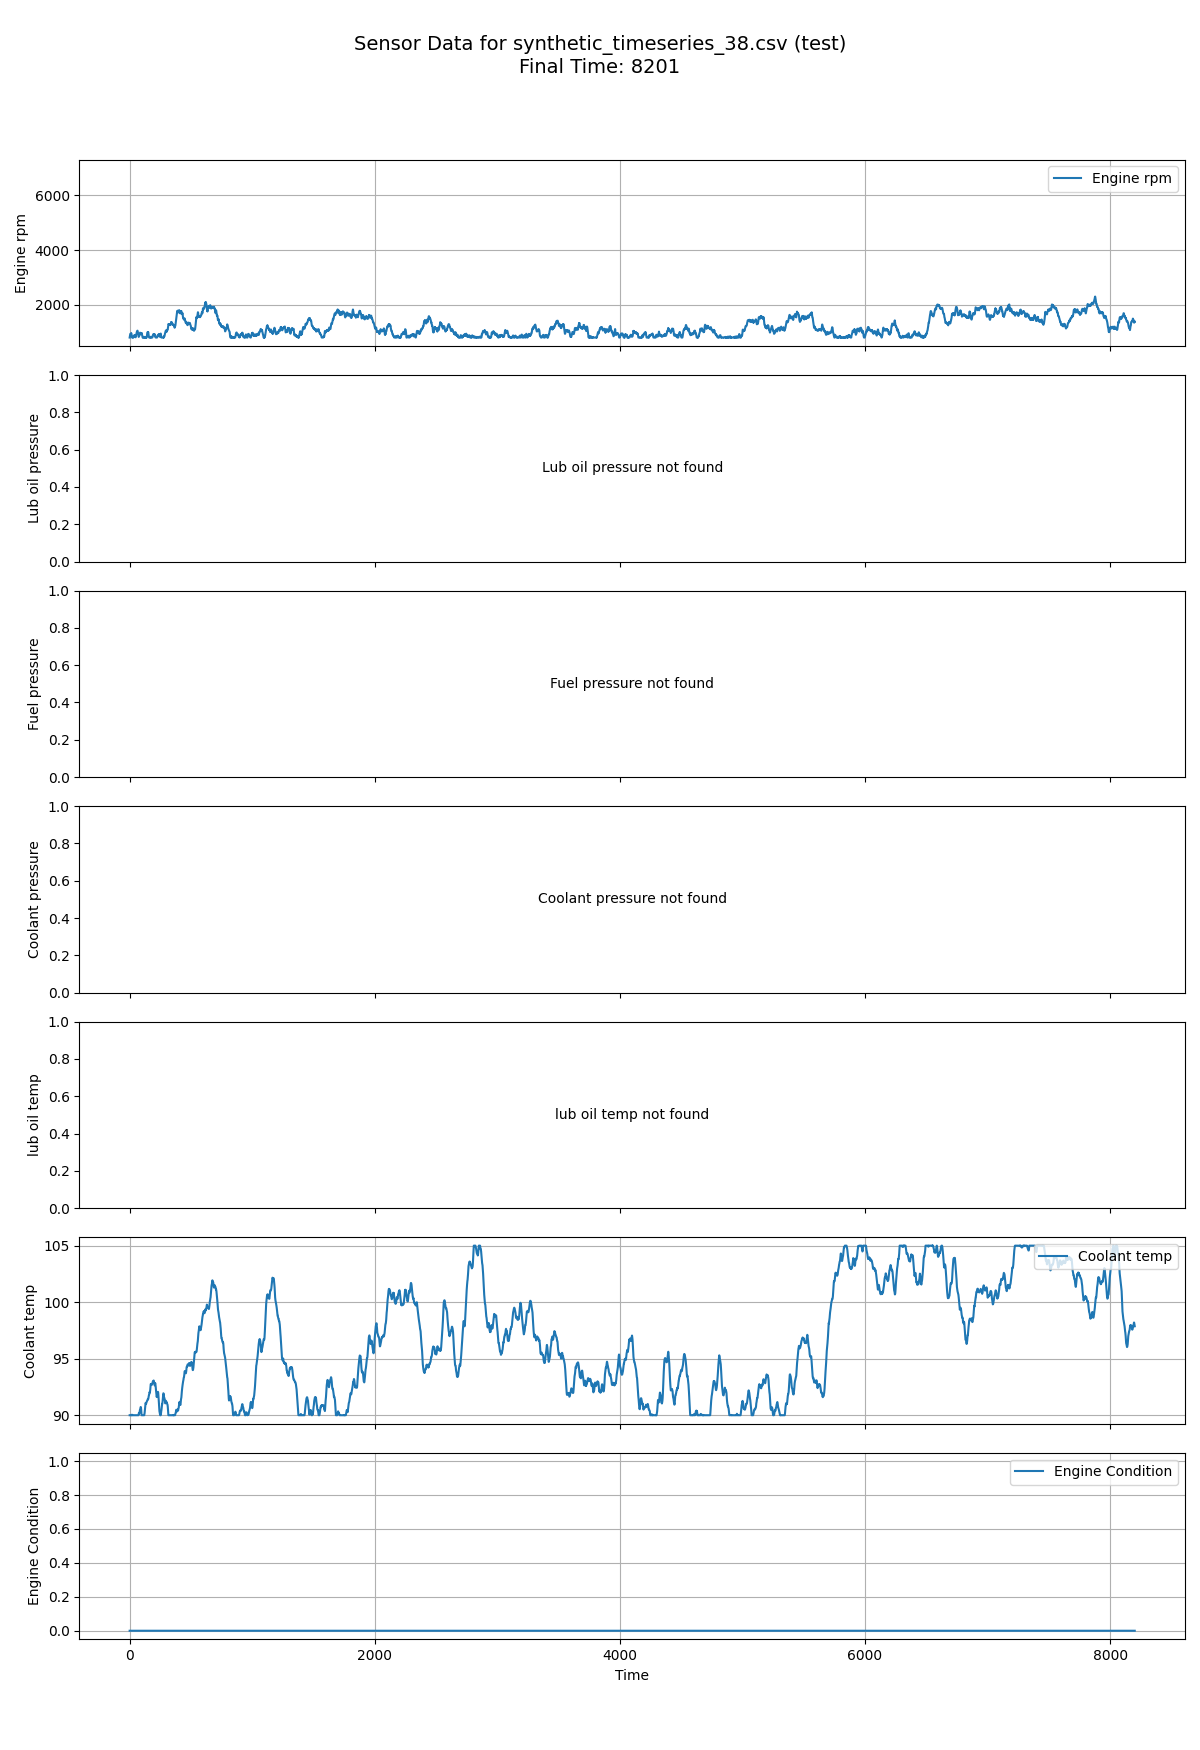 Sensor Data for synthetic_timeseries_38.csv (test)
Final Time: 8201
Engine rpm
6000
4000
2000
Engine rpm
1.0
0.8
0.6
0.4
0.2
0.0
Lub oil pressure
Lub oil pressure not found
1.0
0.8
0.6
0.4
0.2
0.0
Fuel pressure
Fuel pressure not found
1.0
0.8
0.6
0.4
0.2
0.0
Coolant pressure
Coolant pressure not found
1.0
0.8
0.6
0.4
0.2
0.0
lub oil temp
lub oil temp not found
105
100
95
90
Coolant temp
Coolant temp
1.0
0.8
0.6
0.4
0.2
0.0
Engine Condition
Engine Condition
0
2000
4000
6000
8000
Time